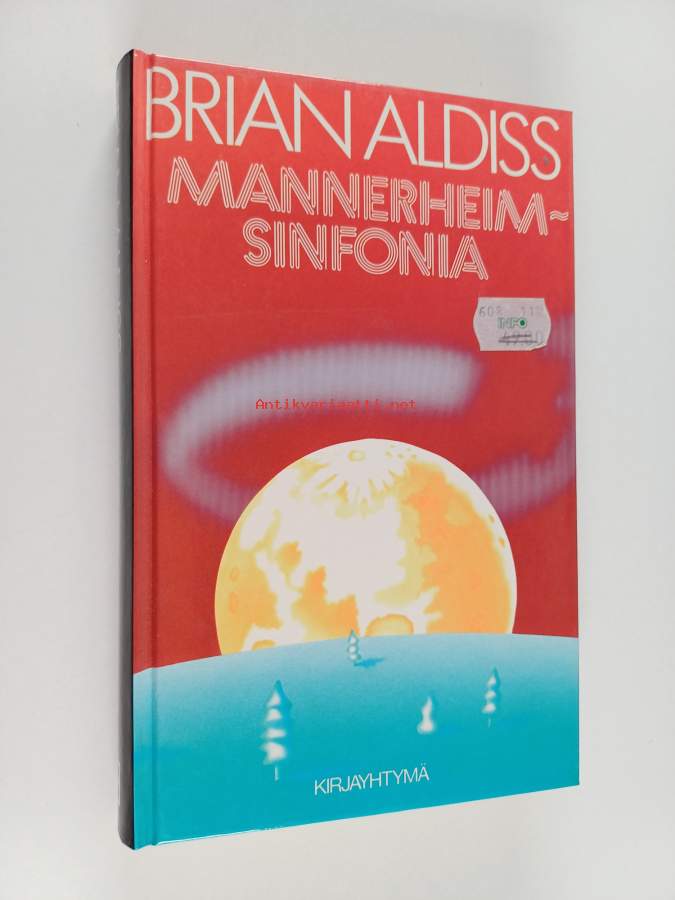 BRIAN ALDISS
MANNERHEIM~
SINFONIA
INFO
Antikvariaatti.net
KIRJAYHTYMÄ